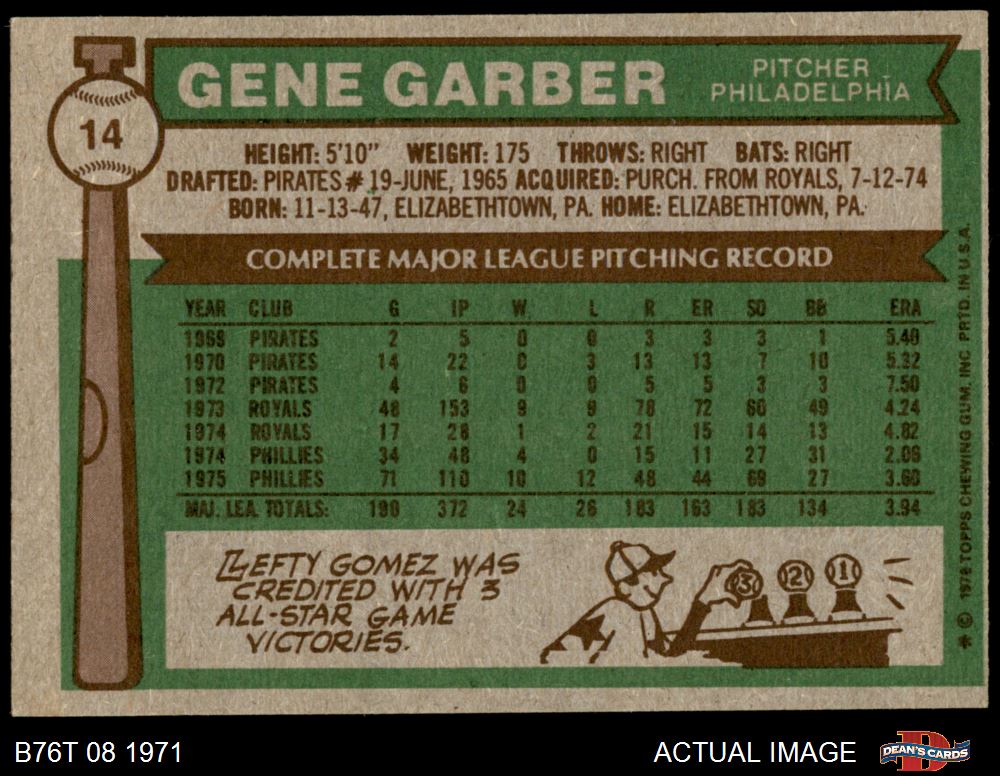 14
GENE GARBER
PITCHER
PHILADELPHIA
HEIGHT: 5'10" WEIGHT: 175 THROWS: RIGHT BATS: RIGHT
DRAFTED: PIRATES # 19-JUNE, 1965 ACQUIRED: PURCH. FROM ROYALS, 7-12-74
BORN: 11-13-47, ELIZABETHTOWN, PA. HOME: ELIZABETHTOWN, PA.
COMPLETE MAJOR LEAGUE PITCHING RECORD
YEAR CLUB G IP W L R ER SO BB ERA
1969 PIRATES 2 5 0 0 3 3 3 1 5.40
1970 PIRATES 14 22 0 3 13 13 7 10 5.32
1972 PIRATES 4 6 0 0 5 5 3 3 7.50
1973 ROYALS 48 153 9 9 78 72 60 49 4.24
1974 ROYALS 17 28 1 2 21 15 14 13 4.82
1974 PHILLIES 34 48 4 0 15 11 27 31 2.06
1975 PHILLIES 71 110 10 12 48 44 69 27 3.60
MAJ. LEA. TOTALS: 190 372 24 26 183 163 183 134 3.94
LEFTY GOMEZ WAS
CREDITED WITH 3
ALL-STAR GAME
VICTORIES.
3 2 1
* © 1976 TOPPS CHEWING GUM, INC. PRTD. IN U.S.A.
B76T 08 1971
ACTUAL IMAGE
DEAN'S CARDS